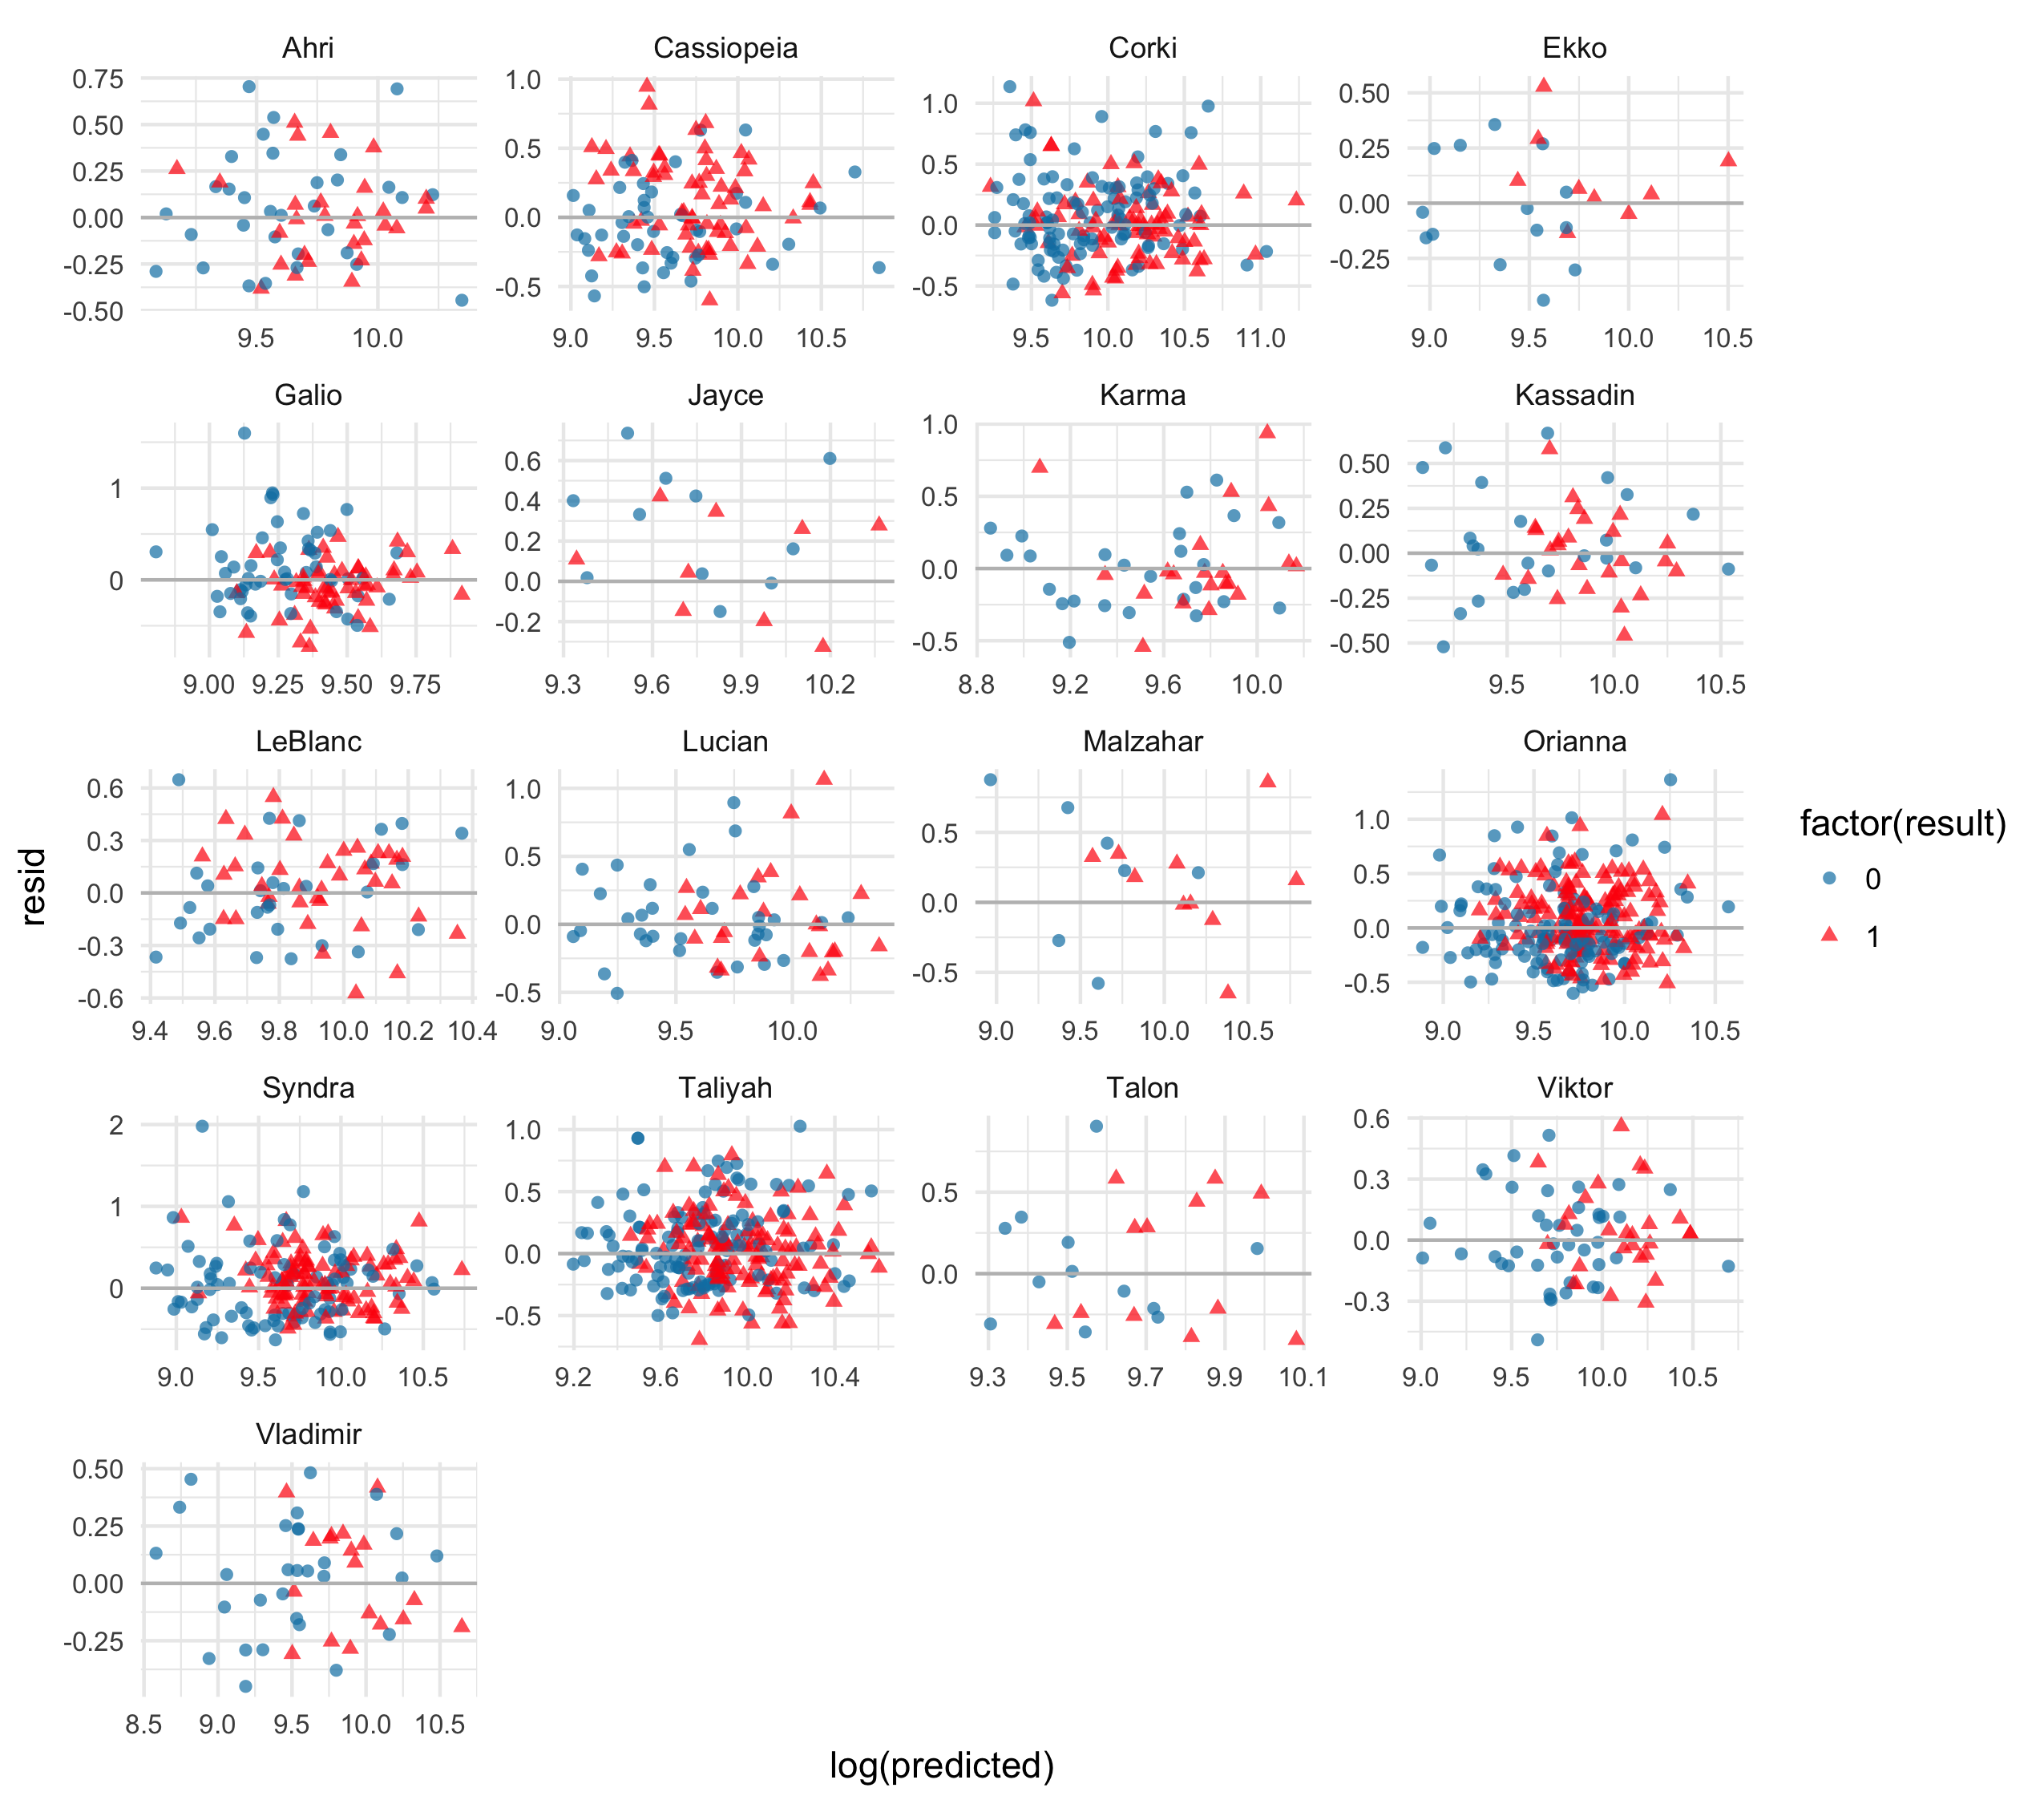 Ahri
Cassiopeia
Corki
Ekko
0.75
0.50
0.25
0.00
-0.25
-0.50
9.5 10.0
1.0
0.5
0.0
-0.5
9.0 9.5 10.0 10.5
1.0
0.5
0.0
-0.5
9.5 10.0 10.5 11.0
0.50
0.25
0.00
-0.25
9.0 9.5 10.0 10.5
Galio
Jayce
Karma
Kassadin
1
0
9.00 9.25 9.50 9.75
0.6
0.4
0.2
0.0
-0.2
9.3 9.6 9.9 10.2
1.0
0.5
0.0
-0.5
8.8 9.2 9.6 10.0
0.50
0.25
0.00
-0.25
-0.50
9.5 10.0 10.5
LeBlanc
Lucian
Malzahar
Orianna
0.6
0.3
0.0
-0.3
-0.6
9.4 9.6 9.8 10.0 10.2 10.4
1.0
0.5
0.0
-0.5
9.0 9.5 10.0
0.5
0.0
-0.5
9.0 9.5 10.0 10.5
1.0
0.5
0.0
-0.5
9.0 9.5 10.0 10.5
Syndra
Taliyah
Talon
Viktor
2
1
0
9.0 9.5 10.0 10.5
1.0
0.5
0.0
-0.5
9.2 9.6 10.0 10.4
0.5
0.0
9.3 9.5 9.7 9.9 10.1
0.6
0.3
0.0
-0.3
9.0 9.5 10.0 10.5
Vladimir
0.50
0.25
0.00
-0.25
8.5 9.0 9.5 10.0 10.5
resid
log(predicted)
factor(result)
0
1